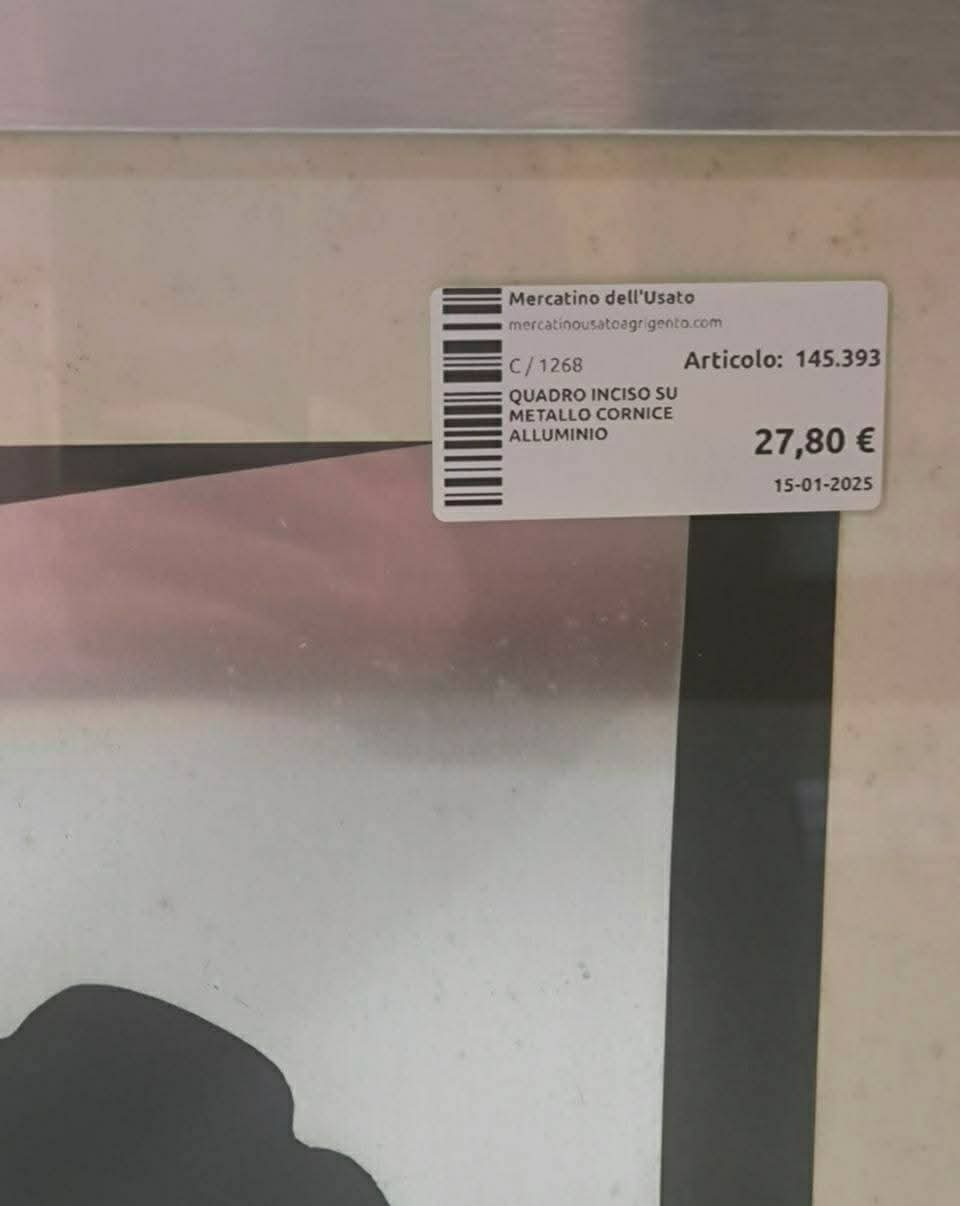 Mercatino dell'Usato
mercatinousatoagrigento.com
C / 1268
Articolo: 145.393
QUADRO INCISO SU
METALLO CORNICE
ALLUMINIO
27,80 €
15-01-2025